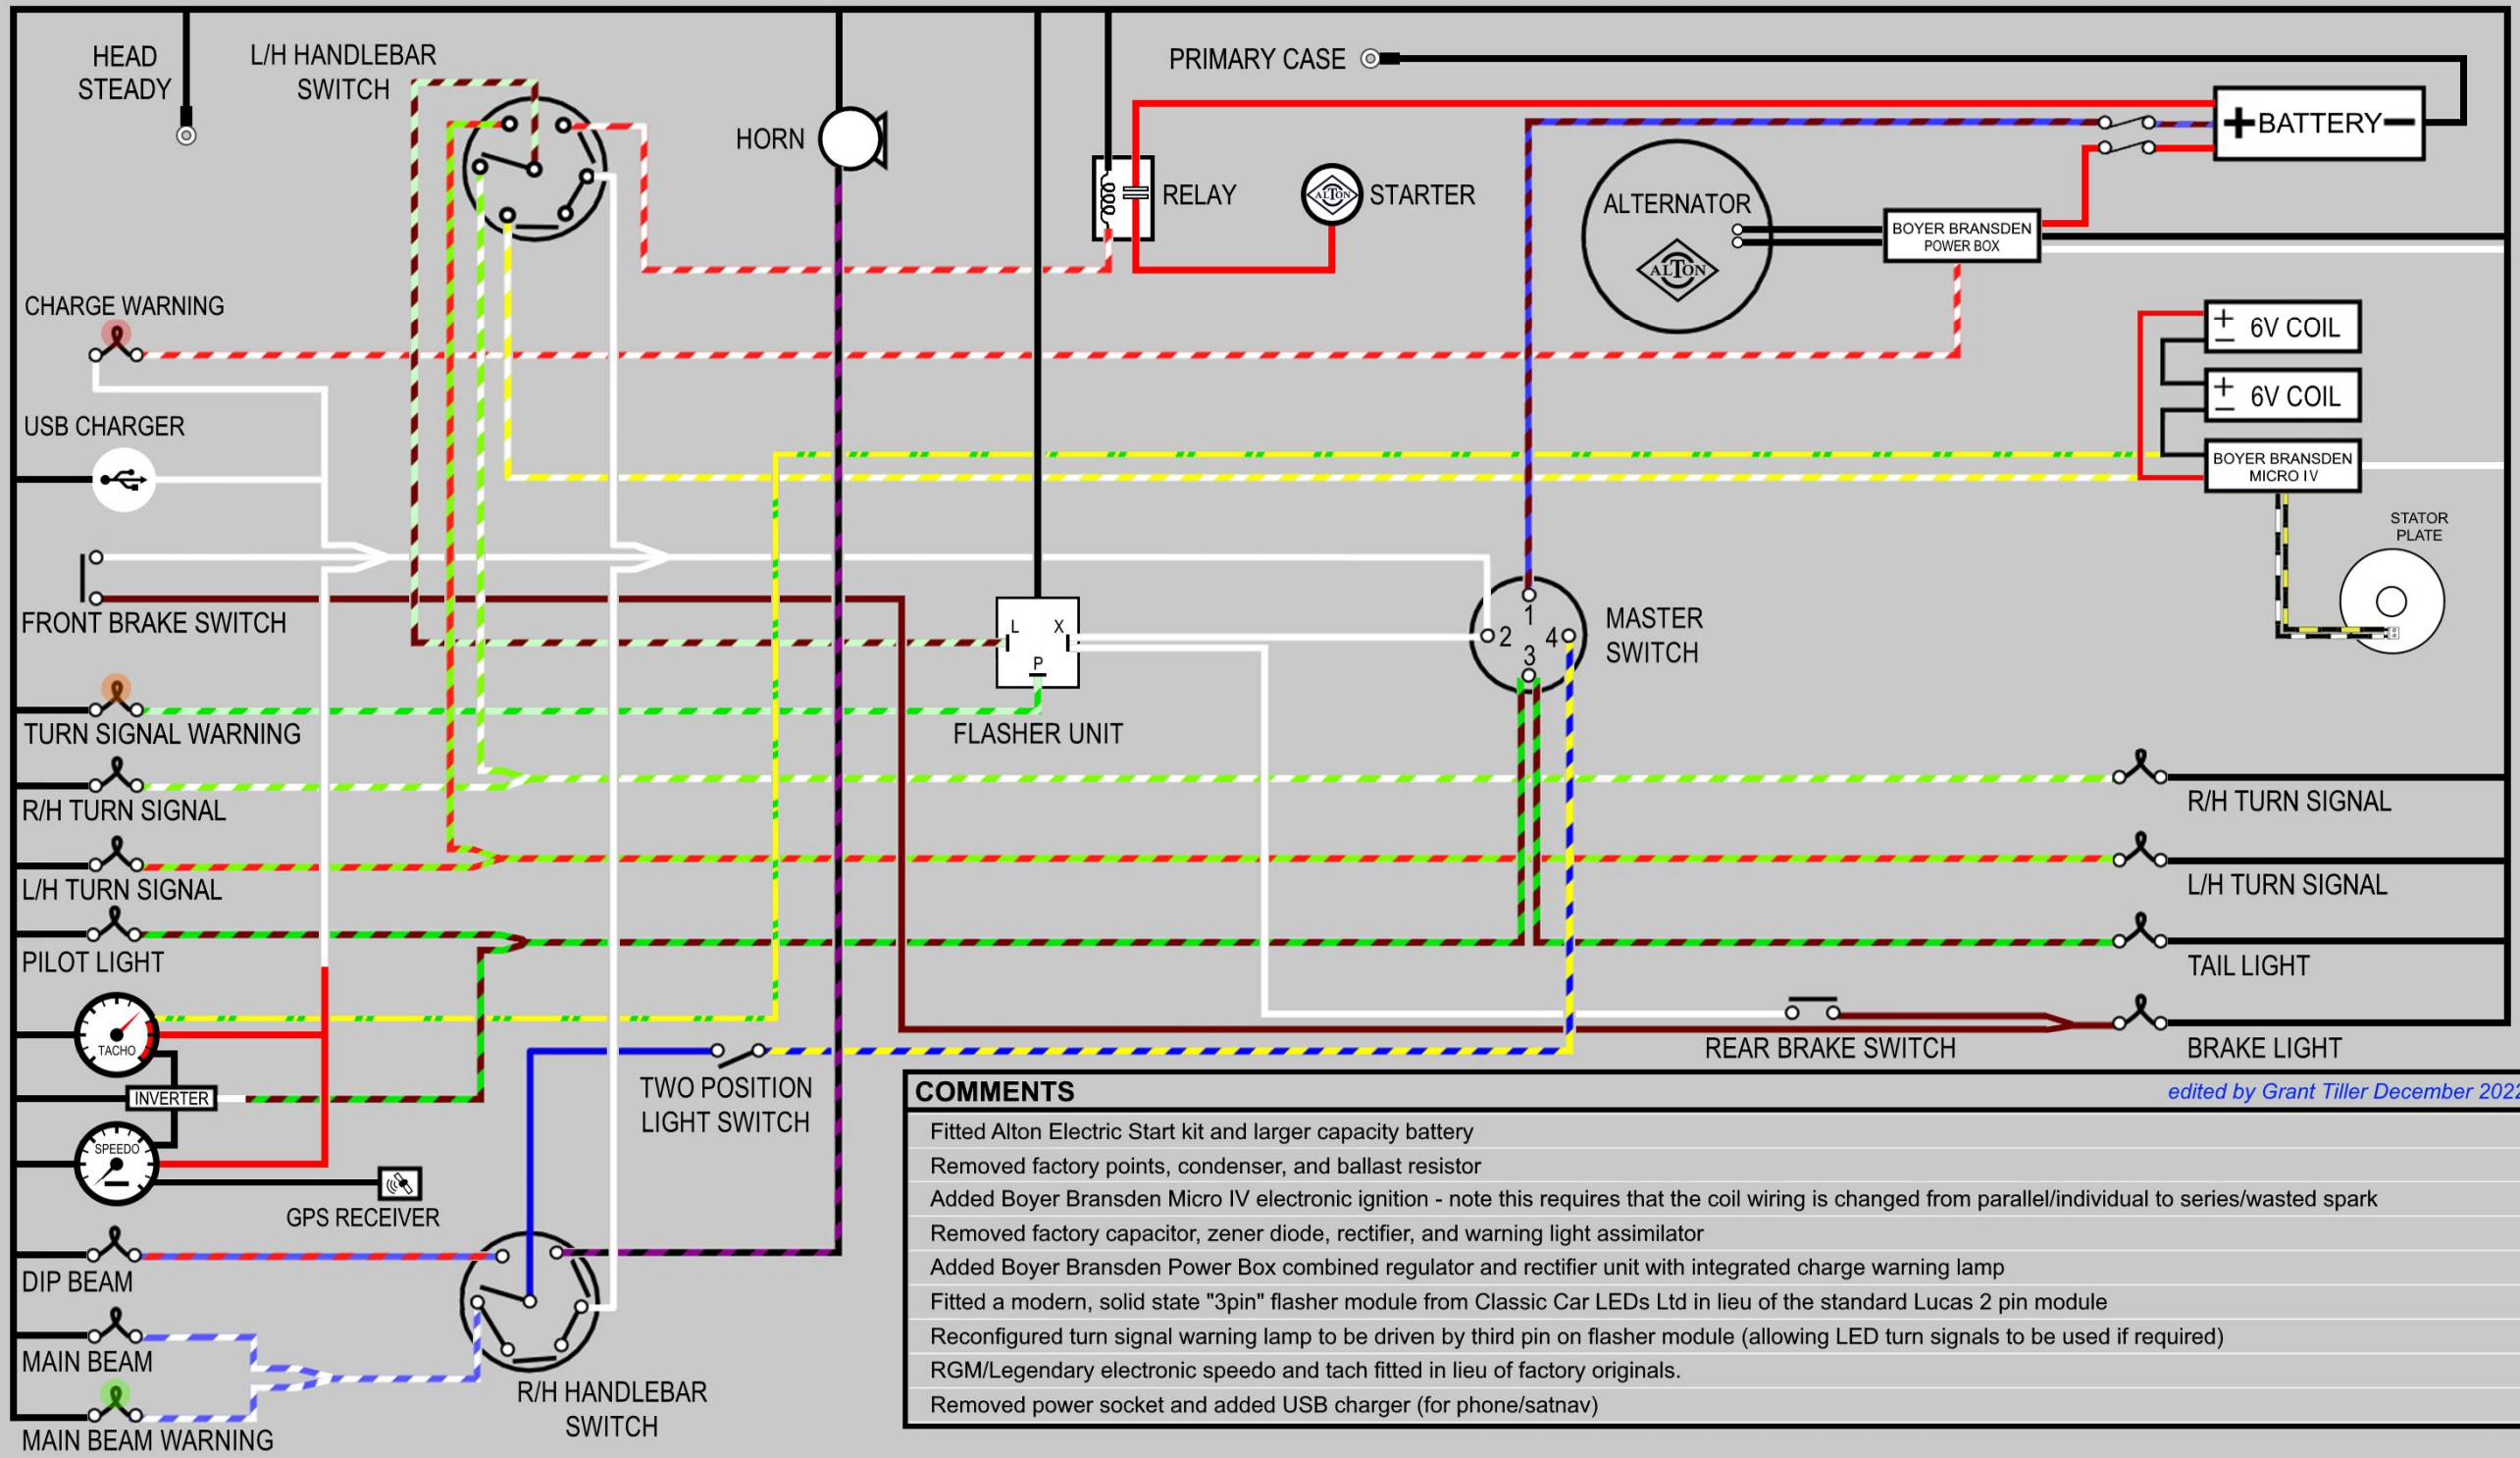 HEAD
STEADY
L/H HANDLEBAR
SWITCH
HORN
PRIMARY CASE
RELAY
ALTON
STARTER
ALTERNATOR
ALTON
BOYER BRANSDEN
POWER BOX
+ BATTERY −
CHARGE WARNING
+ 6V COIL
−
+ 6V COIL
−
BOYER BRANSDEN
MICRO IV
STATOR
PLATE
USB CHARGER
FRONT BRAKE SWITCH
L X
P
FLASHER UNIT
1
2 4
3
MASTER
SWITCH
TURN SIGNAL WARNING
R/H TURN SIGNAL
L/H TURN SIGNAL
PILOT LIGHT
R/H TURN SIGNAL
L/H TURN SIGNAL
TAIL LIGHT
REAR BRAKE SWITCH
BRAKE LIGHT
TACHO
INVERTER
SPEEDO
GPS RECEIVER
TWO POSITION
LIGHT SWITCH
DIP BEAM
MAIN BEAM
MAIN BEAM WARNING
R/H HANDLEBAR
SWITCH
COMMENTS
edited by Grant Tiller December 2022
Fitted Alton Electric Start kit and larger capacity battery
Removed factory points, condenser, and ballast resistor
Added Boyer Bransden Micro IV electronic ignition - note this requires that the coil wiring is changed from parallel/individual to series/wasted spark
Removed factory capacitor, zener diode, rectifier, and warning light assimilator
Added Boyer Bransden Power Box combined regulator and rectifier unit with integrated charge warning lamp
Fitted a modern, solid state "3pin" flasher module from Classic Car LEDs Ltd in lieu of the standard Lucas 2 pin module
Reconfigured turn signal warning lamp to be driven by third pin on flasher module (allowing LED turn signals to be used if required)
RGM/Legendary electronic speedo and tach fitted in lieu of factory originals.
Removed power socket and added USB charger (for phone/satnav)